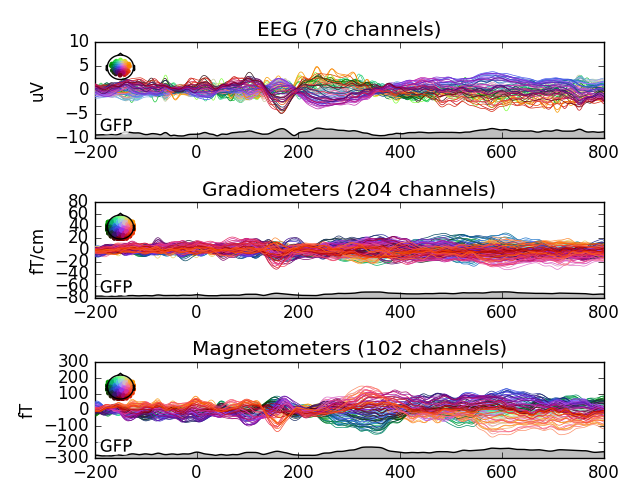 EEG (70 channels)
10
5
0
−5
−10
uV
GFP
−200 0 200 400 600 800
Gradiometers (204 channels)
80
60
40
20
0
−20
−40
−60
−80
fT/cm
GFP
−200 0 200 400 600 800
Magnetometers (102 channels)
300
200
100
0
−100
−200
−300
fT
GFP
−200 0 200 400 600 800